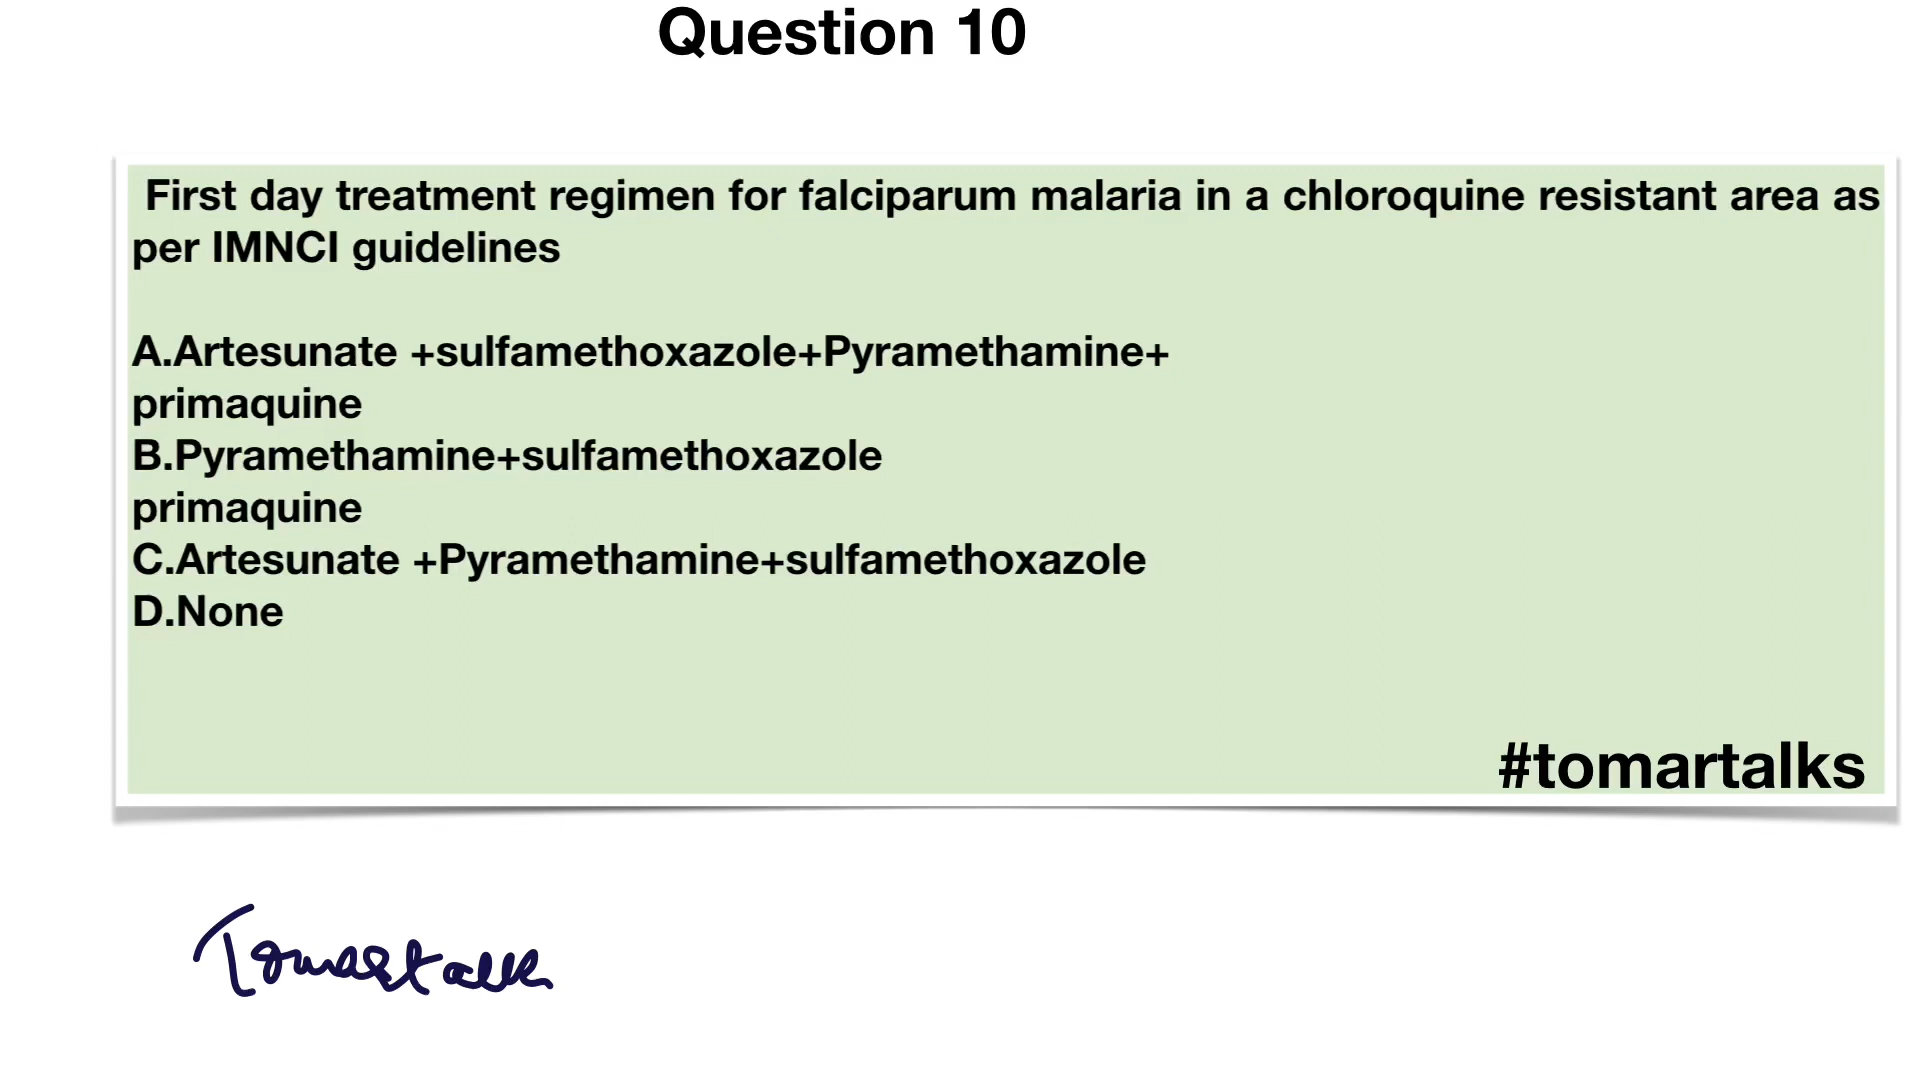 Question 10
First day treatment regimen for falciparum malaria in a chloroquine resistant area as
per IMNCI guidelines
A.Artesunate +sulfamethoxazole+Pyramethamine+
primaquine
B.Pyramethamine+sulfamethoxazole
primaquine
C.Artesunate +Pyramethamine+sulfamethoxazole
D.None
#tomartalks
Tomartalks